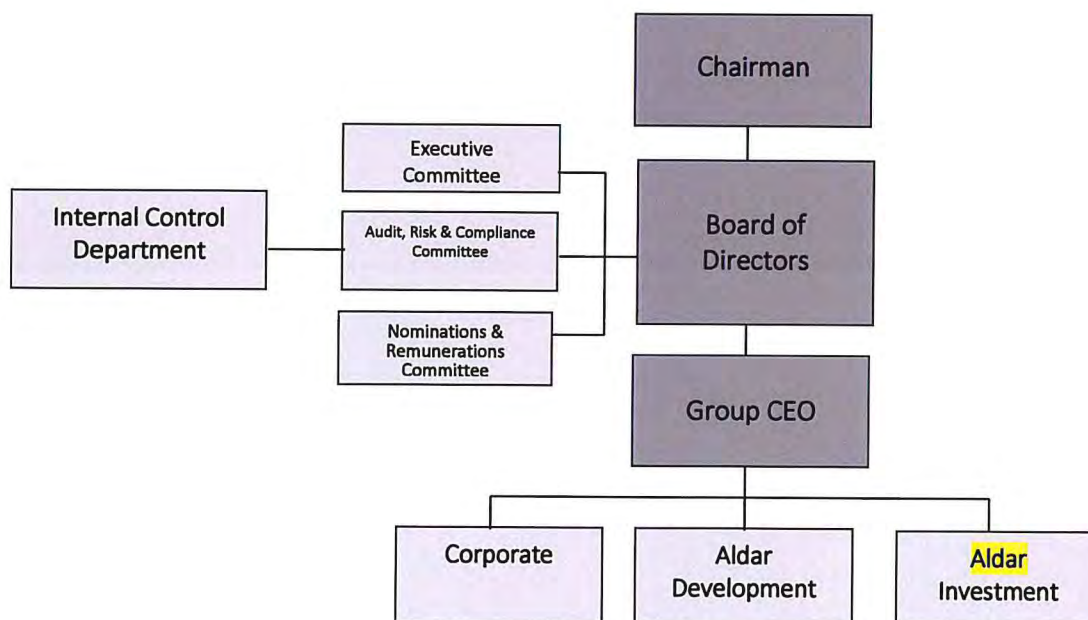 Chairman
Executive
Committee
Internal Control
Department
Audit, Risk & Compliance
Committee
Board of
Directors
Nominations &
Remunerations
Committee
Group CEO
Corporate
Aldar
Development
Aldar
Investment